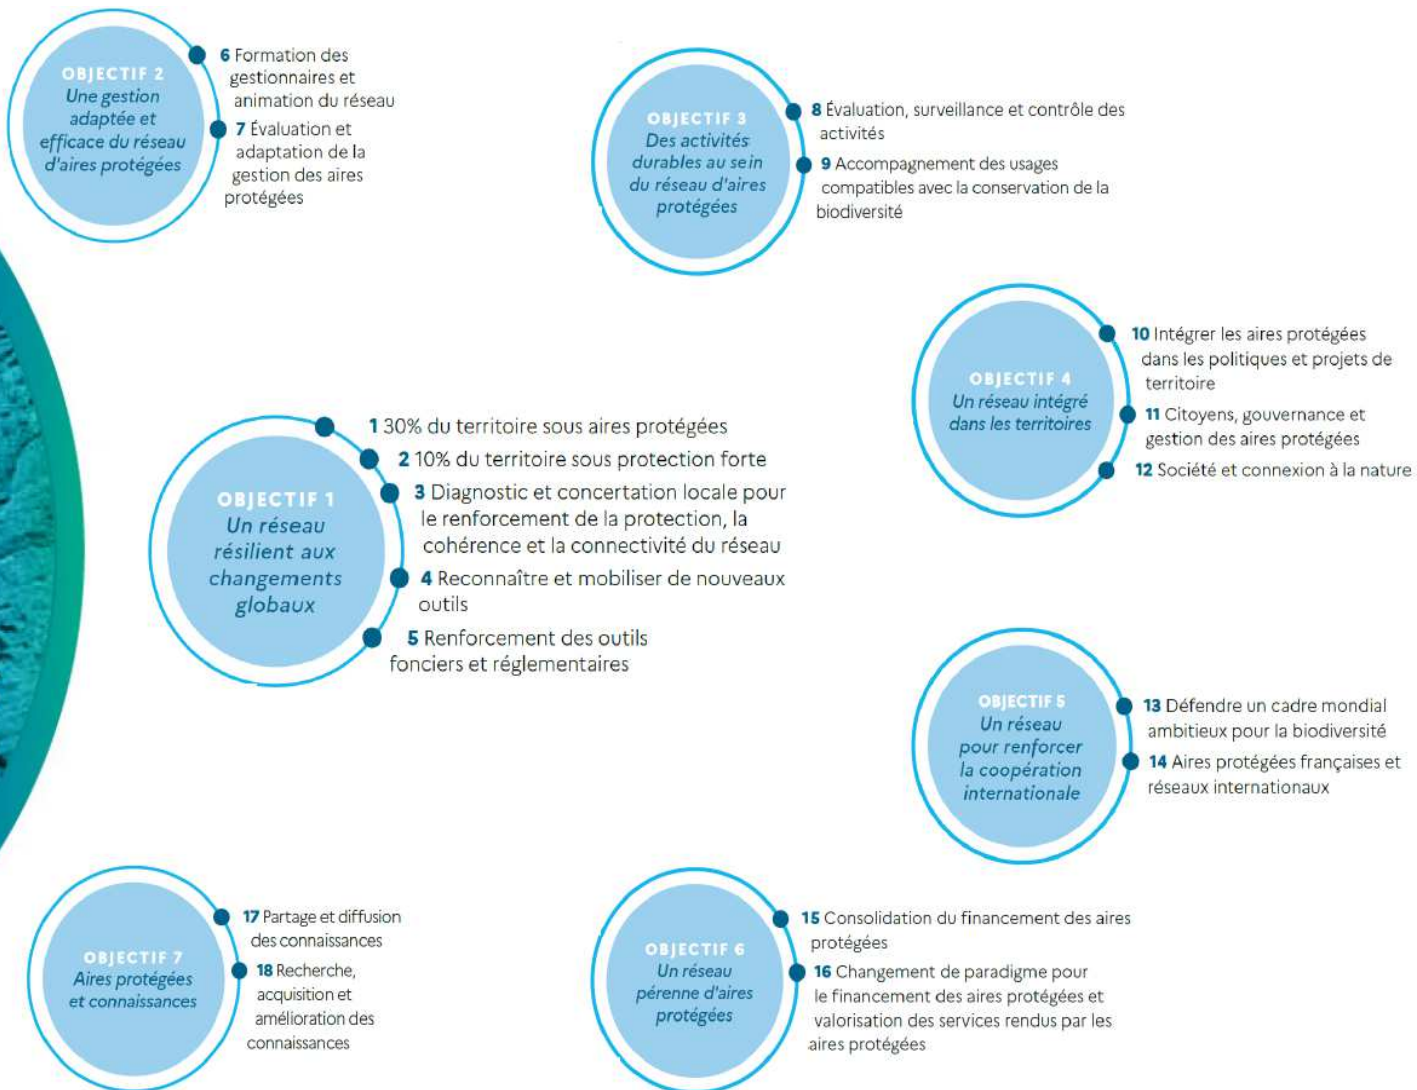 OBJECTIF 2
Une gestion
adaptée et
efficace du réseau
d'aires protégées
6 Formation des
gestionnaires et
animation du réseau
7 Évaluation et
adaptation de la
gestion des aires
protégées
OBJECTIF 3
Des activités
durables au sein
du réseau d'aires
protégées
8 Évaluation, surveillance et contrôle des
activités
9 Accompagnement des usages
compatibles avec la conservation de la
biodiversité
OBJECTIF 4
Un réseau intégré
dans les territoires
10 Intégrer les aires protégées
dans les politiques et projets de
territoire
11 Citoyens, gouvernance et
gestion des aires protégées
12 Société et connexion à la nature
OBJECTIF 1
Un réseau
résilient aux
changements
globaux
1 30% du territoire sous aires protégées
2 10% du territoire sous protection forte
3 Diagnostic et concertation locale pour
le renforcement de la protection, la
cohérence et la connectivité du réseau
4 Reconnaître et mobiliser de nouveaux
outils
5 Renforcement des outils
fonciers et réglementaires
OBJECTIF 5
Un réseau
pour renforcer
la coopération
internationale
13 Défendre un cadre mondial
ambitieux pour la biodiversité
14 Aires protégées françaises et
réseaux internationaux
OBJECTIF 7
Aires protégées
et connaissances
17 Partage et diffusion
des connaissances
18 Recherche,
acquisition et
amélioration des
connaissances
OBJECTIF 6
Un réseau
pérenne d'aires
protégées
15 Consolidation du financement des aires
protégées
16 Changement de paradigme pour
le financement des aires protégées et
valorisation des services rendus par les
aires protégées